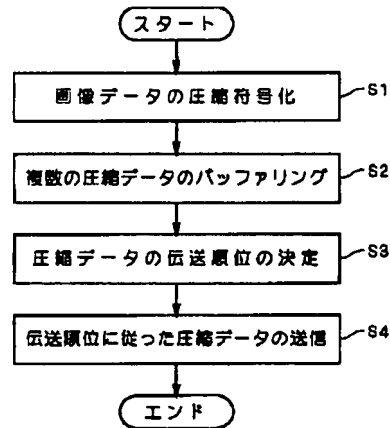 スタート
画像データの圧縮符号化
S1
複数の圧縮データのバッファリング
S2
圧縮データの伝送順位の決定
S3
伝送順位に従った圧縮データの送信
S4
エンド